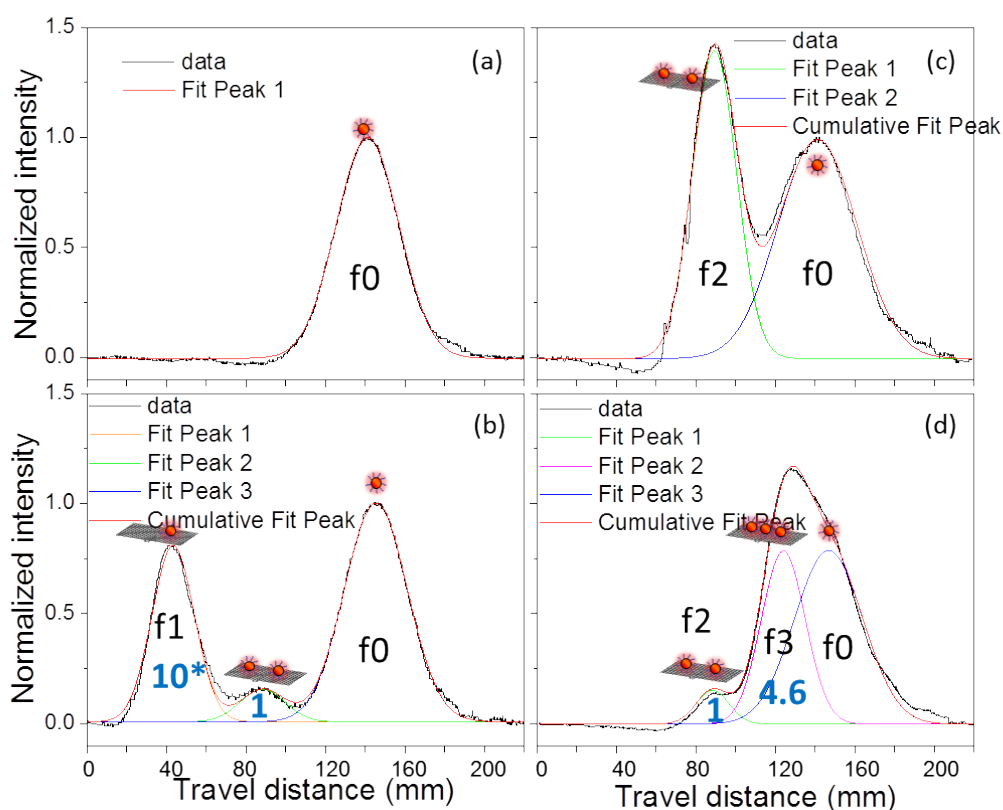 1.5
1.0
0.5
0.0
Normalized intensity
data
Fit Peak 1
(a)
f0
data
Fit Peak 1
Fit Peak 2
Cumulative Fit Peak
(c)
f2
f0
1.5
1.0
0.5
0.0
Normalized intensity
data
Fit Peak 1
Fit Peak 2
Fit Peak 3
Cumulative Fit Peak
(b)
f1
10*
1
f0
0 40 80 120 160 200
Travel distance (mm)
data
Fit Peak 1
Fit Peak 2
Fit Peak 3
Cumulative Fit Peak
(d)
f2
1
f3
4.6
f0
0 40 80 120 160 200
Travel distance (mm)